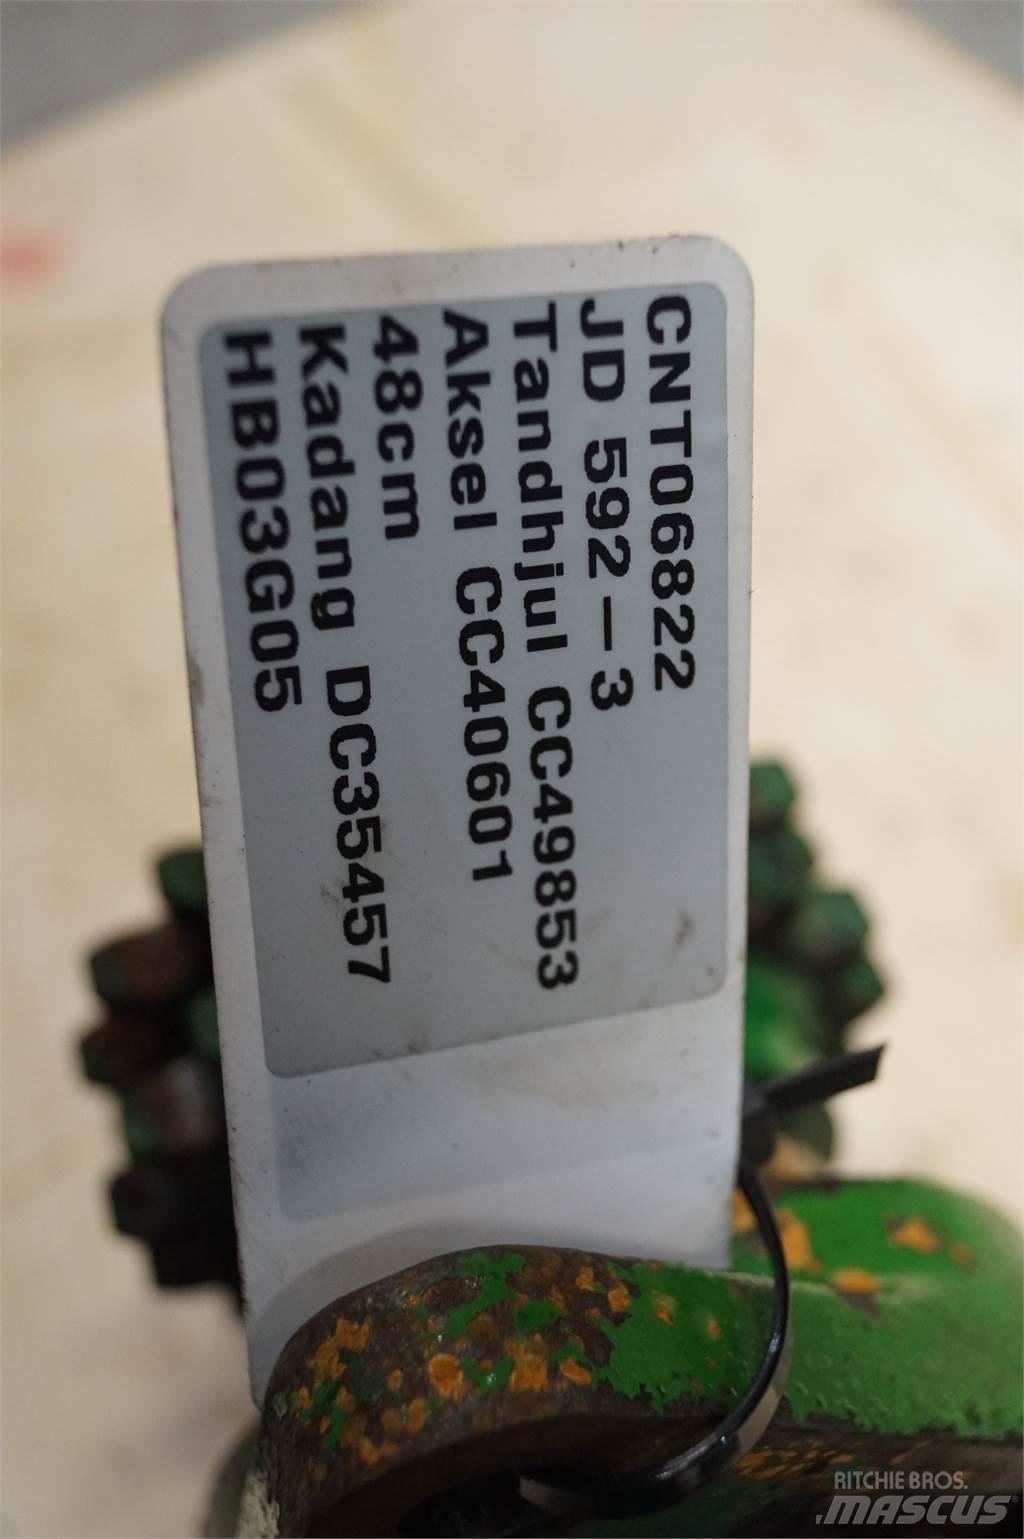 CNT06822
JD 592-3
Tandhjul CC49853
Aksel CC40601
48cm
Kadang DC35457
HB03G05
RITCHIE BROS.
MASCUS